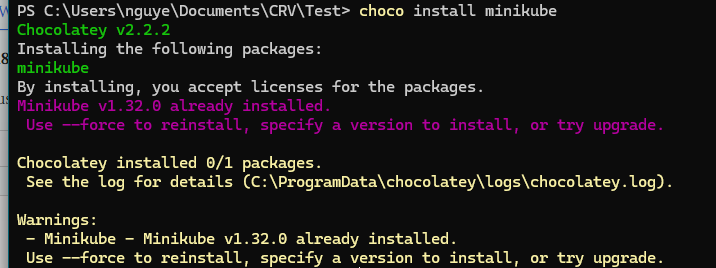 PS C:\Users\nguye\Documents\CRV\Test> choco install minikube
Chocolatey v2.2.2
Installing the following packages:
minikube
By installing, you accept licenses for the packages.
Minikube v1.32.0 already installed.
Use --force to reinstall, specify a version to install, or try upgrade.
Chocolatey installed 0/1 packages.
See the log for details (C:\ProgramData\chocolatey\logs\chocolatey.log).
Warnings:
- Minikube - Minikube v1.32.0 already installed.
Use --force to reinstall, specify a version to install, or try upgrade.